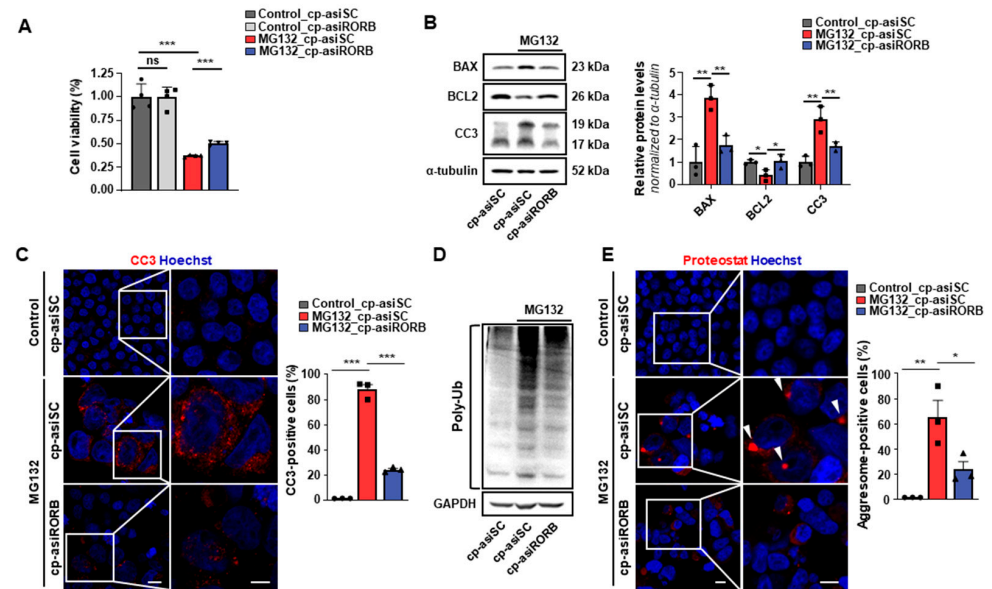 A
Control_cp-asiSC
Control_cp-asiRORB
MG132_cp-asiSC
MG132_cp-asiRORB
***
ns
***
Cell viability (%)
1.25
1.00
0.75
0.50
0.25
0.00
B
MG132
BAX
23 kDa
BCL2
26 kDa
CC3
19 kDa
17 kDa
α-tubulin
52 kDa
cp-asiSC
cp-asiSC
cp-asiRORB
Control_cp-asiSC
MG132_cp-asiSC
MG132_cp-asiRORB
Relative protein levels
normalized to α-tubulin
5
4
3
2
1
0
** **
* *
** **
BAX
BCL2
CC3
C
CC3 Hoechst
Control
cp-asiSC
MG132
cp-asiSC
cp-asiRORB
Control_cp-asiSC
MG132_cp-asiSC
MG132_cp-asiRORB
CC3-positive cells (%)
100
80
60
40
20
0
*** ***
D
MG132
Poly-Ub
GAPDH
cp-asiSC
cp-asiSC
cp-asiRORB
E
Proteostat Hoechst
Control
cp-asiSC
MG132
cp-asiSC
cp-asiRORB
Control_cp-asiSC
MG132_cp-asiSC
MG132_cp-asiRORB
Aggresome-positive cells (%)
100
80
60
40
20
0
** *